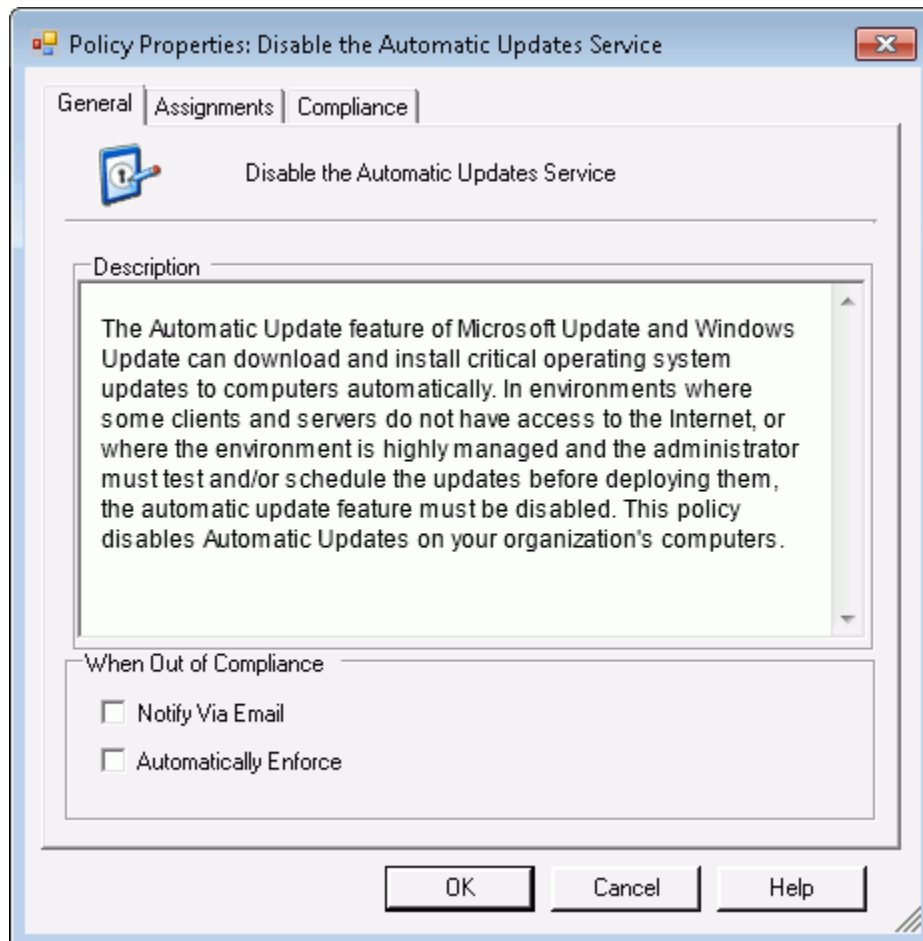 Policy Properties: Disable the Automatic Updates Service
General
Assignments
Compliance
Disable the Automatic Updates Service
Description
The Automatic Update feature of Microsoft Update and Windows
Update can download and install critical operating system
updates to computers automatically. In environments where
some clients and servers do not have access to the Internet, or
where the environment is highly managed and the administrator
must test and/or schedule the updates before deploying them,
the automatic update feature must be disabled. This policy
disables Automatic Updates on your organization's computers.
When Out of Compliance
Notify Via Email
Automatically Enforce
OK
Cancel
Help